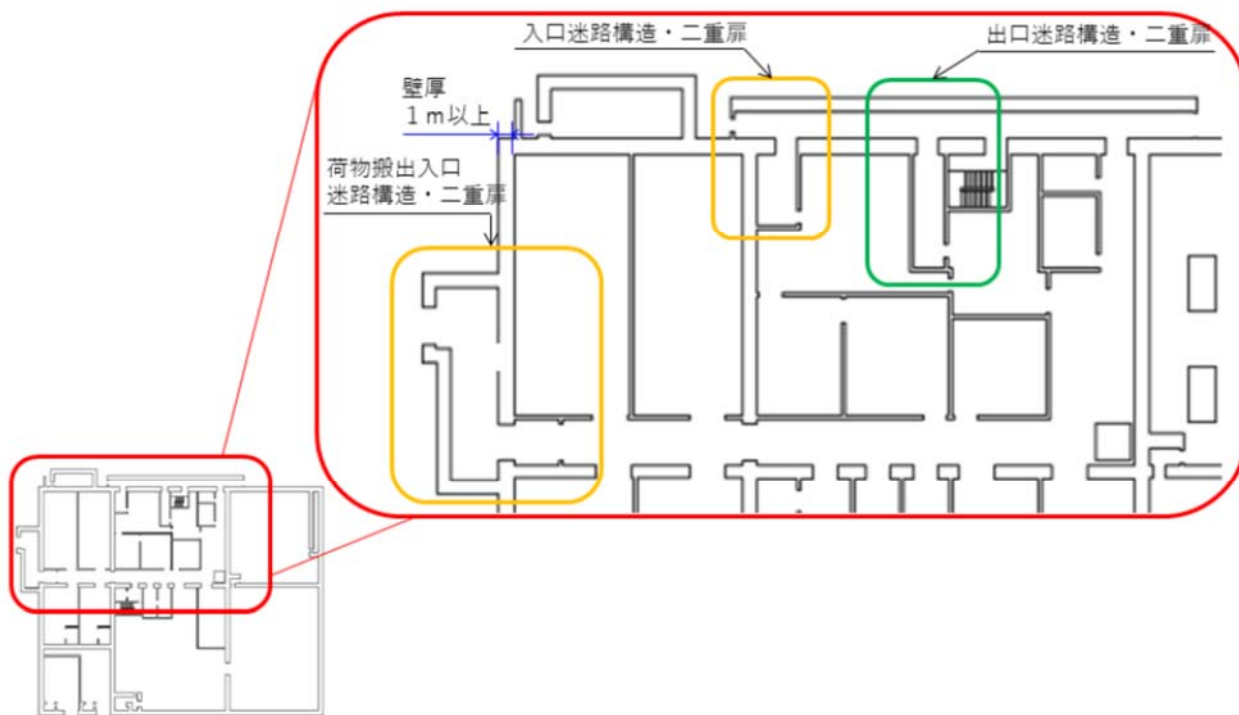 入口迷路構造・二重扉
出口迷路構造・二重扉
壁厚
１ｍ以上
荷物搬出入口
迷路構造・二重扉